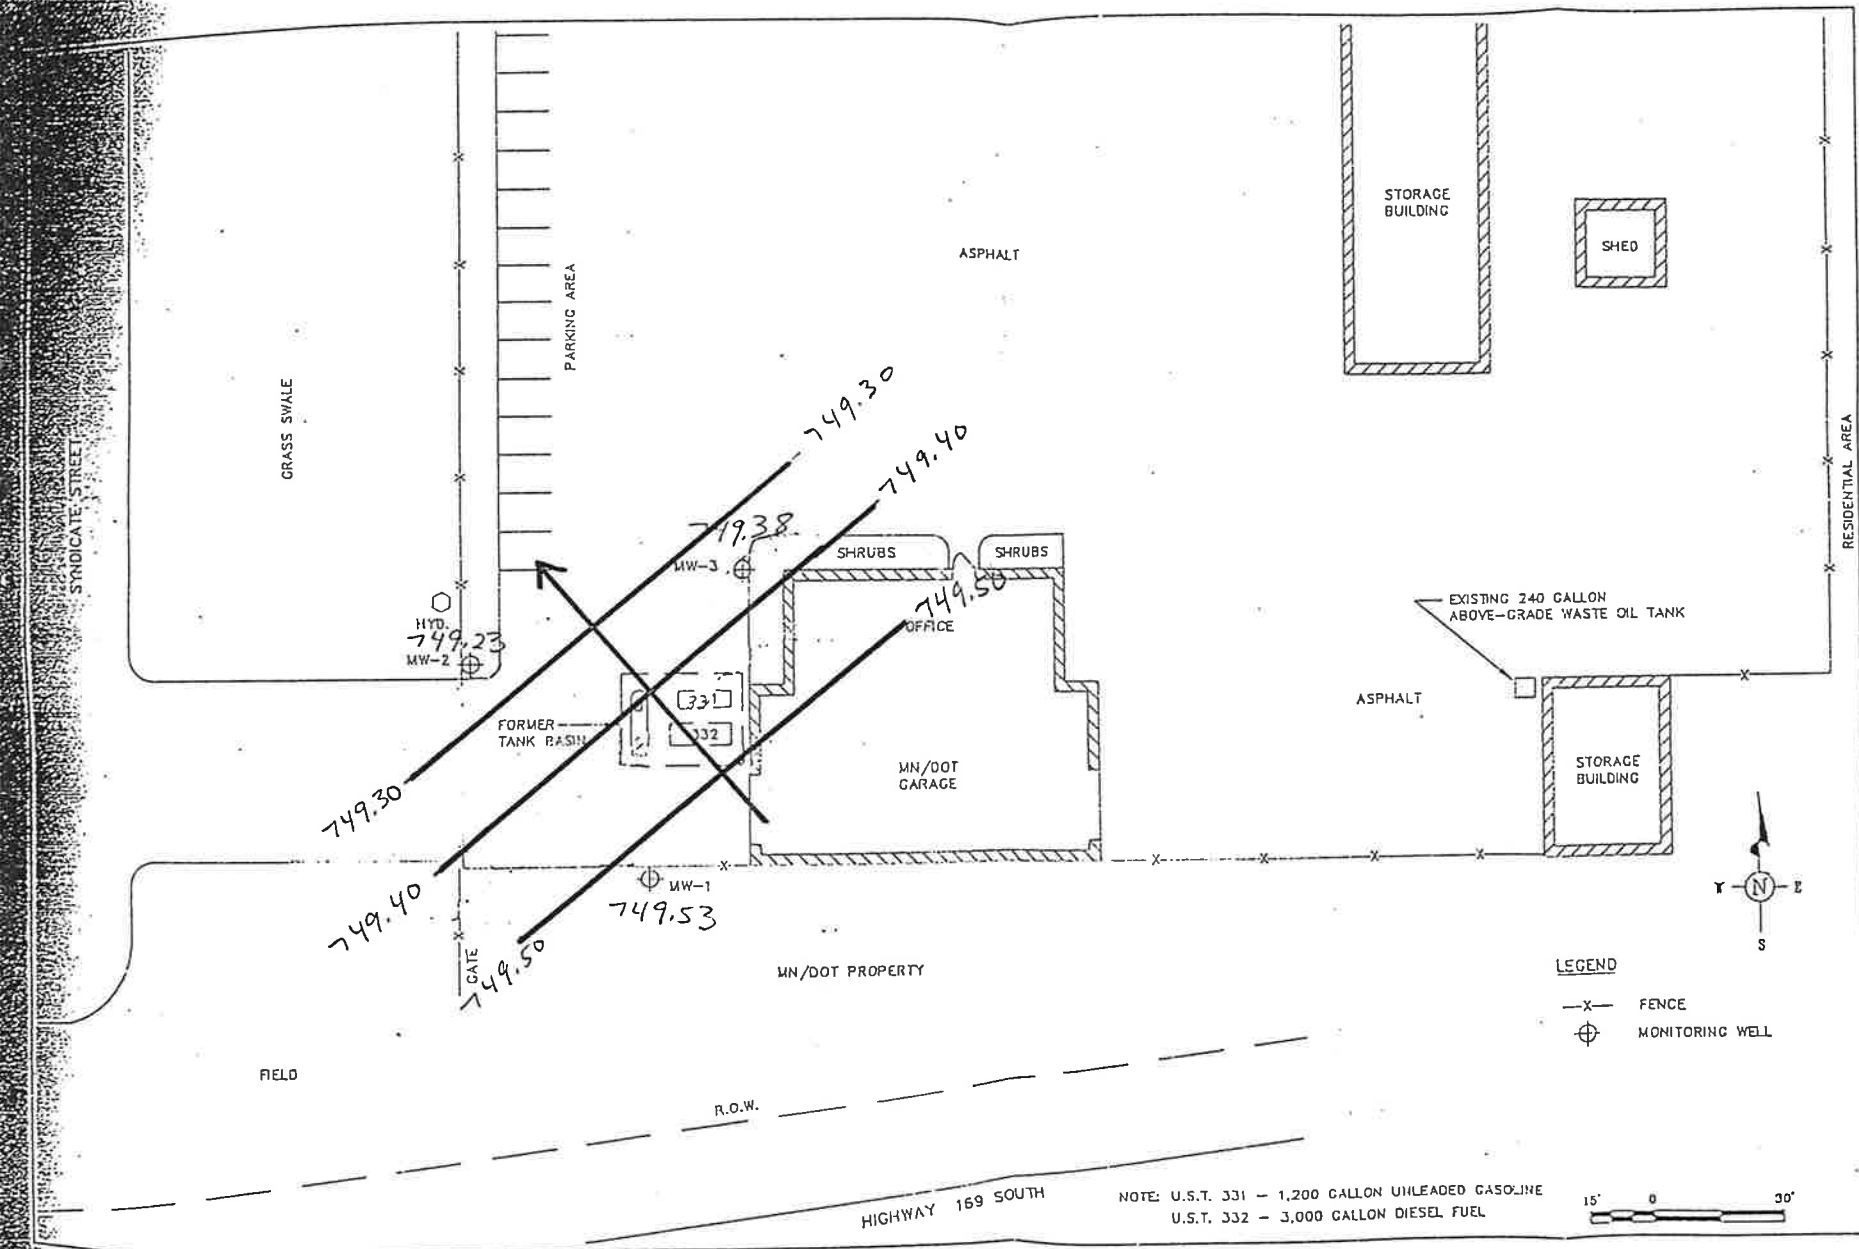 STORAGE
BUILDING
SHED
ASPHALT
PARKING AREA
GRASS SWALE
SYNDICATE STREET
RESIDENTIAL AREA
749.30
749.40
749.38
MW-3
SHRUBS
SHRUBS
749.50
OFFICE
EXISTING 240 GALLON
ABOVE-GRADE WASTE OIL TANK
HYD.
749.23
MW-2
331
332
FORMER
TANK BASIN
ASPHALT
MN/DOT
GARAGE
STORAGE
BUILDING
749.30
749.40
749.50
MW-1
749.53
GATE
MN/DOT PROPERTY
N
E
S
LEGEND
—X— FENCE
MONITORING WELL
FIELD
R.O.W.
HIGHWAY 169 SOUTH
NOTE: U.S.T. 331 – 1,200 GALLON UNLEADED GASOLINE
U.S.T. 332 – 3,000 GALLON DIESEL FUEL
15' 0 30'